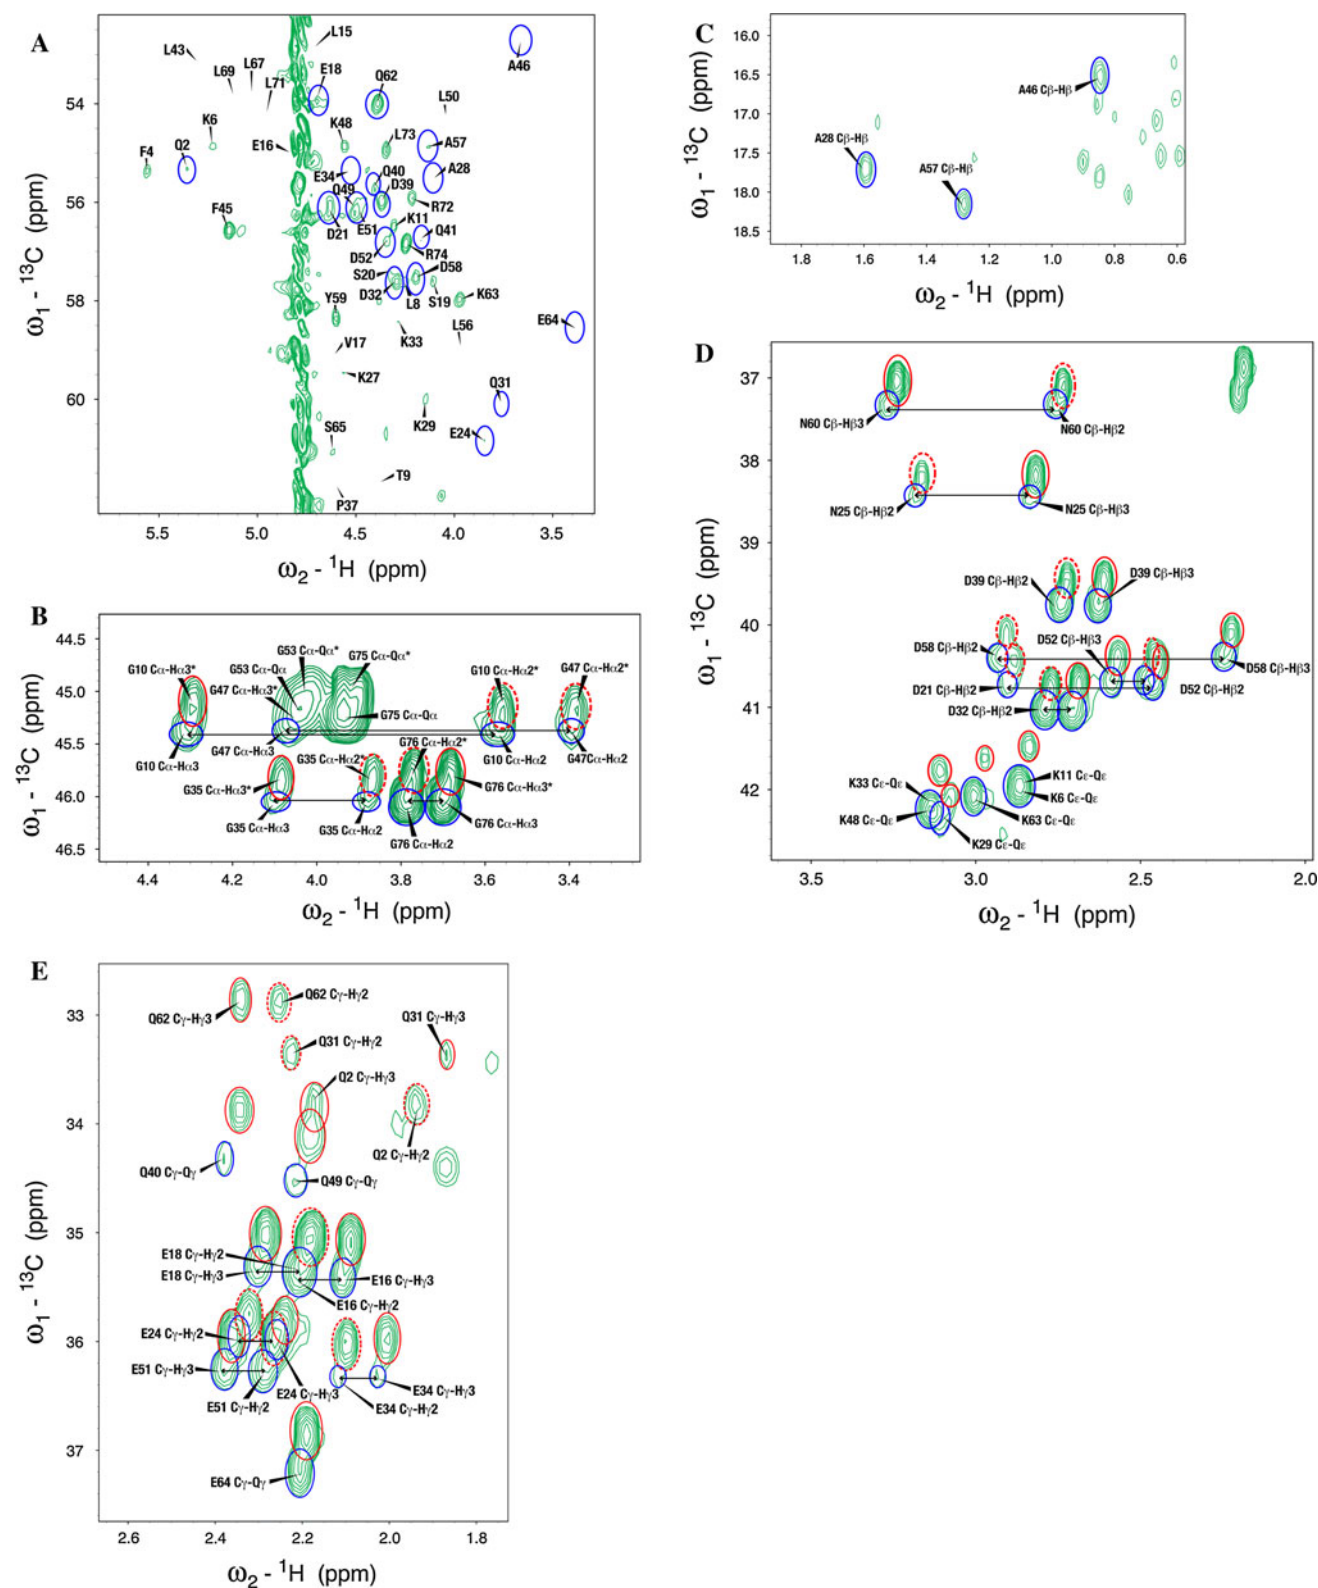 A
L15
L43
L67
L69
L71
E18
Q62
A46
L50
K6
K48
L73
A57
F4
Q2
E16
A28
E34
Q40
Q49
D39
F45
R72
E51
K11
Q41
D21
D52
R74
S20
D58
D32
L8
S19
K63
Y59
E64
L56
V17
K33
K27
Q31
K29
S65
E24
T9
P37
54
56
58
60
5.0
4.5
4.0
3.5
ω1 - 13C (ppm)
ω2 - 1H (ppm)
B
G53 Cα-Qα*
G10 Cα-Hα3*
G53 Cα-Qα
G75 Cα-Qα*
G10 Cα-Hα2*
G47 Cα-Hα2*
G47 Cα-Hα3*
G75 Cα-Qα
G47 Cα-Hα3
G76 Cα-Hα2*
G10 Cα-Hα3
G35 Cα-Hα2*
G10 Cα-Hα2
G47Cα-Hα2
G35 Cα-Hα3*
G76 Cα-Hα3*
G35 Cα-Hα3
G35 Cα-Hα2
G76 Cα-Hα3
G76 Cα-Hα2
44.5
45.0
45.5
46.0
46.5
4.4
4.2
4.0
3.8
3.6
3.4
ω1 - 13C (ppm)
ω2 - 1H (ppm)
C
A46 Cβ-Hβ
A28 Cβ-Hβ
A57 Cβ-Hβ
16.0
16.5
17.0
17.5
18.0
18.5
1.8
1.6
1.4
1.2
1.0
0.8
0.6
ω1 - 13C (ppm)
ω2 - 1H (ppm)
D
N60 Cβ-Hβ3
N60 Cβ-Hβ2
N25 Cβ-Hβ2
N25 Cβ-Hβ3
D39 Cβ-Hβ2
D39 Cβ-Hβ3
D52 Cβ-Hβ3
D58 Cβ-Hβ2
D58 Cβ-Hβ3
D21 Cβ-Hβ2
D52 Cβ-Hβ2
D32 Cβ-Hβ2
K33 Cε-Qε
K11 Cε-Qε
K6 Cε-Qε
K48 Cε-Qε
K63 Cε-Qε
K29 Cε-Qε
37
38
39
40
41
42
3.5
3.0
2.5
2.0
ω1 - 13C (ppm)
ω2 - 1H (ppm)
E
Q62 Cγ-Hγ2
Q62 Cγ-Hγ3
Q31 Cγ-Hγ3
Q31 Cγ-Hγ2
Q2 Cγ-Hγ3
Q2 Cγ-Hγ2
Q40 Cγ-Qγ
Q49 Cγ-Qγ
E18 Cγ-Hγ2
E18 Cγ-Hγ3
E16 Cγ-Hγ3
E16 Cγ-Hγ2
E24 Cγ-Hγ2
E51 Cγ-Hγ3
E24 Cγ-Hγ3
E34 Cγ-Hγ3
E51 Cγ-Hγ2
E34 Cγ-Hγ2
E64 Cγ-Qγ
33
34
35
36
37
2.6
2.4
2.2
2.0
1.8
ω1 - 13C (ppm)
ω2 - 1H (ppm)